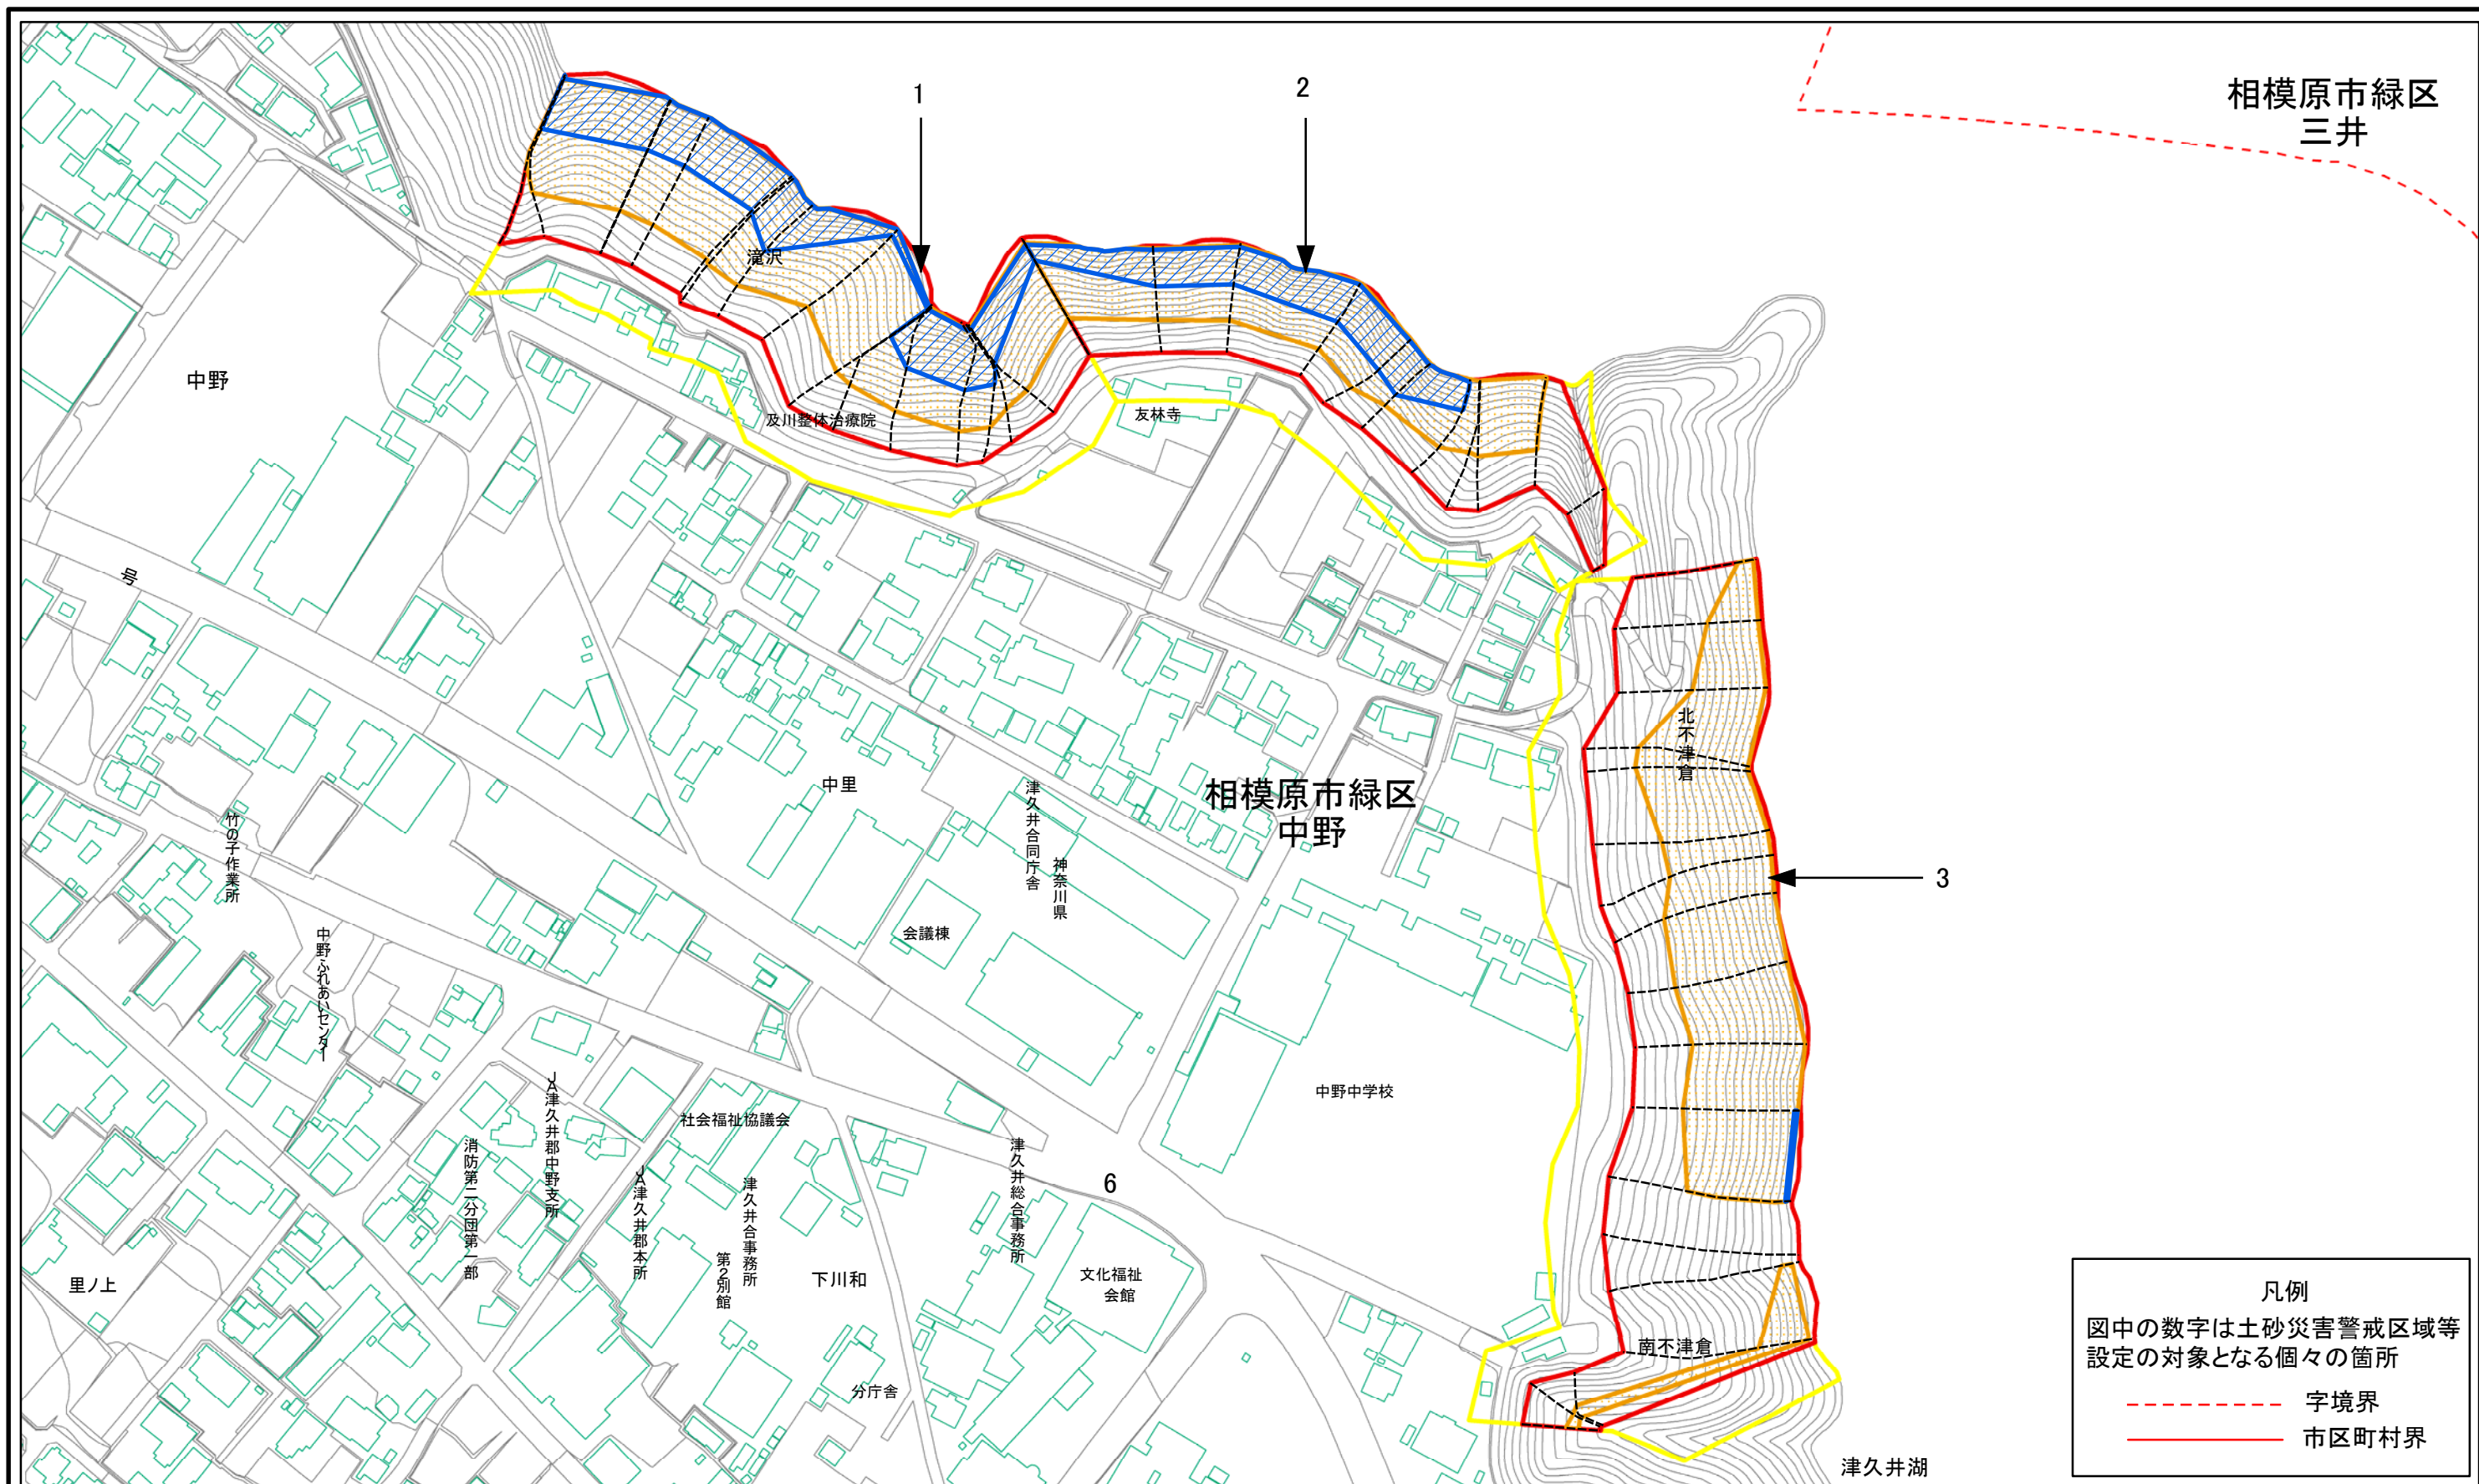 1
2
相模原市緑区
三井
滝沢
中野
及川整体治療院
友林寺
号
北不津倉
中里
津久井合同庁舎
神奈川県
相模原市緑区
中野
竹の子作業所
3
会議棟
中野ふれあいセンター
中野中学校
JA津久井郡中野支所
社会福祉協議会
消防第二分団第一部
JA津久井郡本所
津久井合事務所
第2別館
津久井総合事務所
6
里ノ上
下川和
文化福祉
会館
分庁舎
南不津倉
津久井湖
凡例
図中の数字は土砂災害警戒区域等
設定の対象となる個々の箇所
字境界
市区町村界